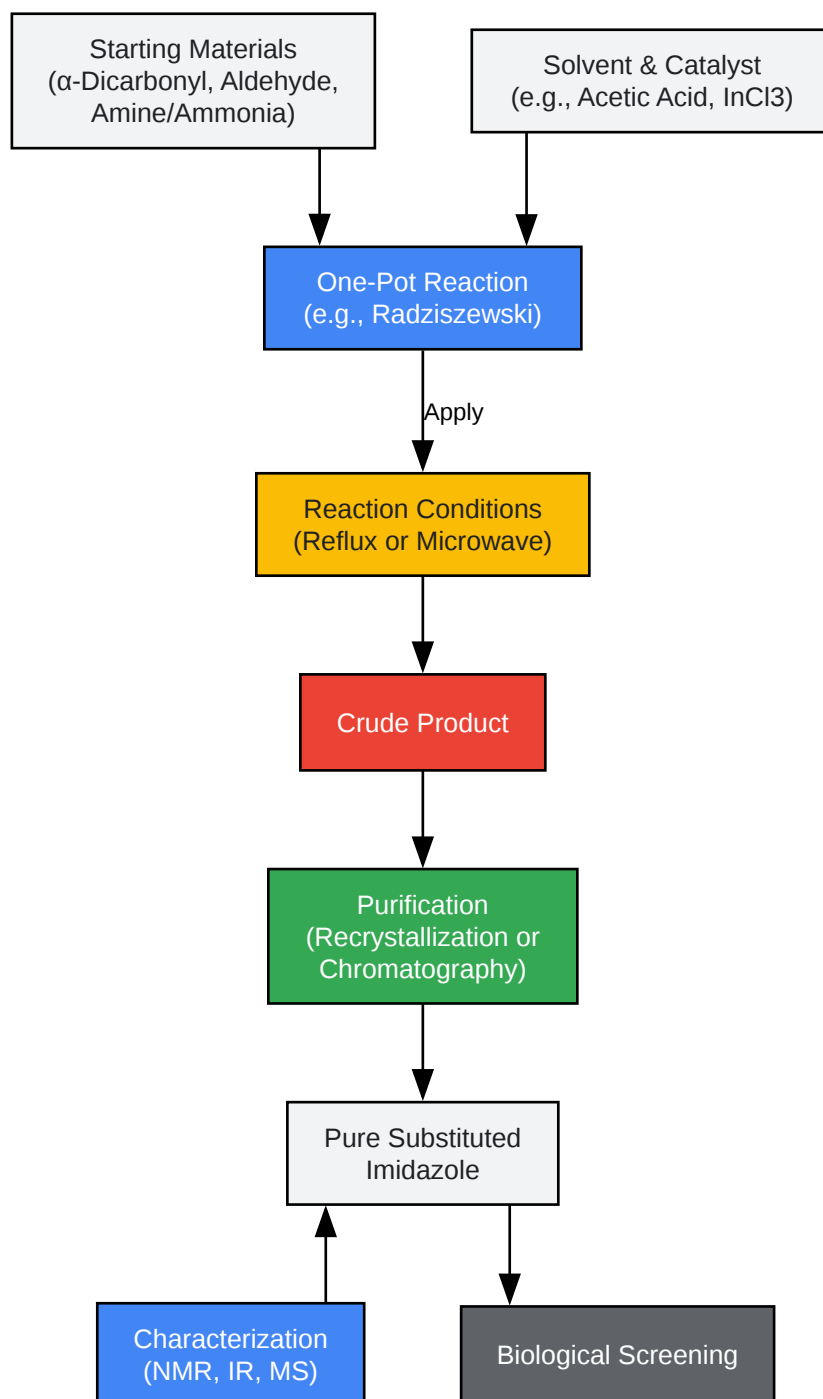 Starting Materials
(α-Dicarbonyl, Aldehyde,
Amine/Ammonia)
Solvent & Catalyst
(e.g., Acetic Acid, InCl3)
One-Pot Reaction
(e.g., Radziszewski)
Apply
Reaction Conditions
(Reflux or Microwave)
Crude Product
Purification
(Recrystallization or
Chromatography)
Pure Substituted
Imidazole
Characterization
(NMR, IR, MS)
Biological Screening